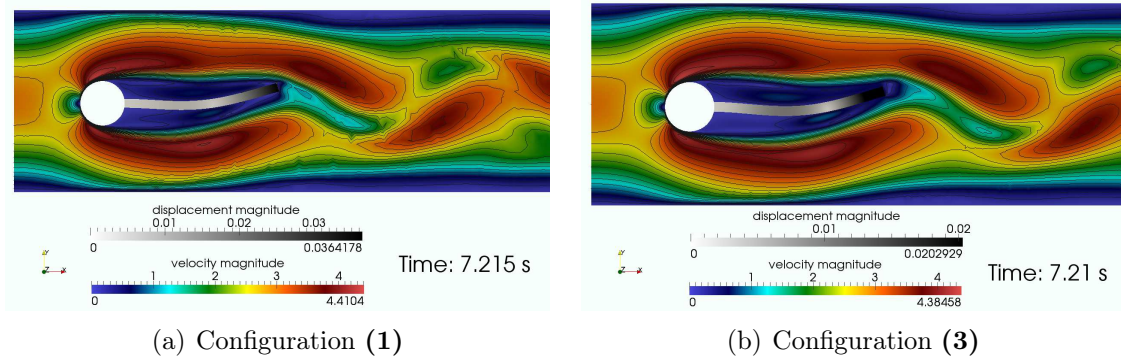 displacement magnitude
0.01 0.02 0.03
0 0.0364178
velocity magnitude
1 2 3 4
0 4.4104
Y
Z X
Time: 7.215 s
(a) Configuration (1)
displacement magnitude
0.01 0.02
0 0.0202929
velocity magnitude
1 2 3 4
0 4.38458
Y
Z X
Time: 7.21 s
(b) Configuration (3)